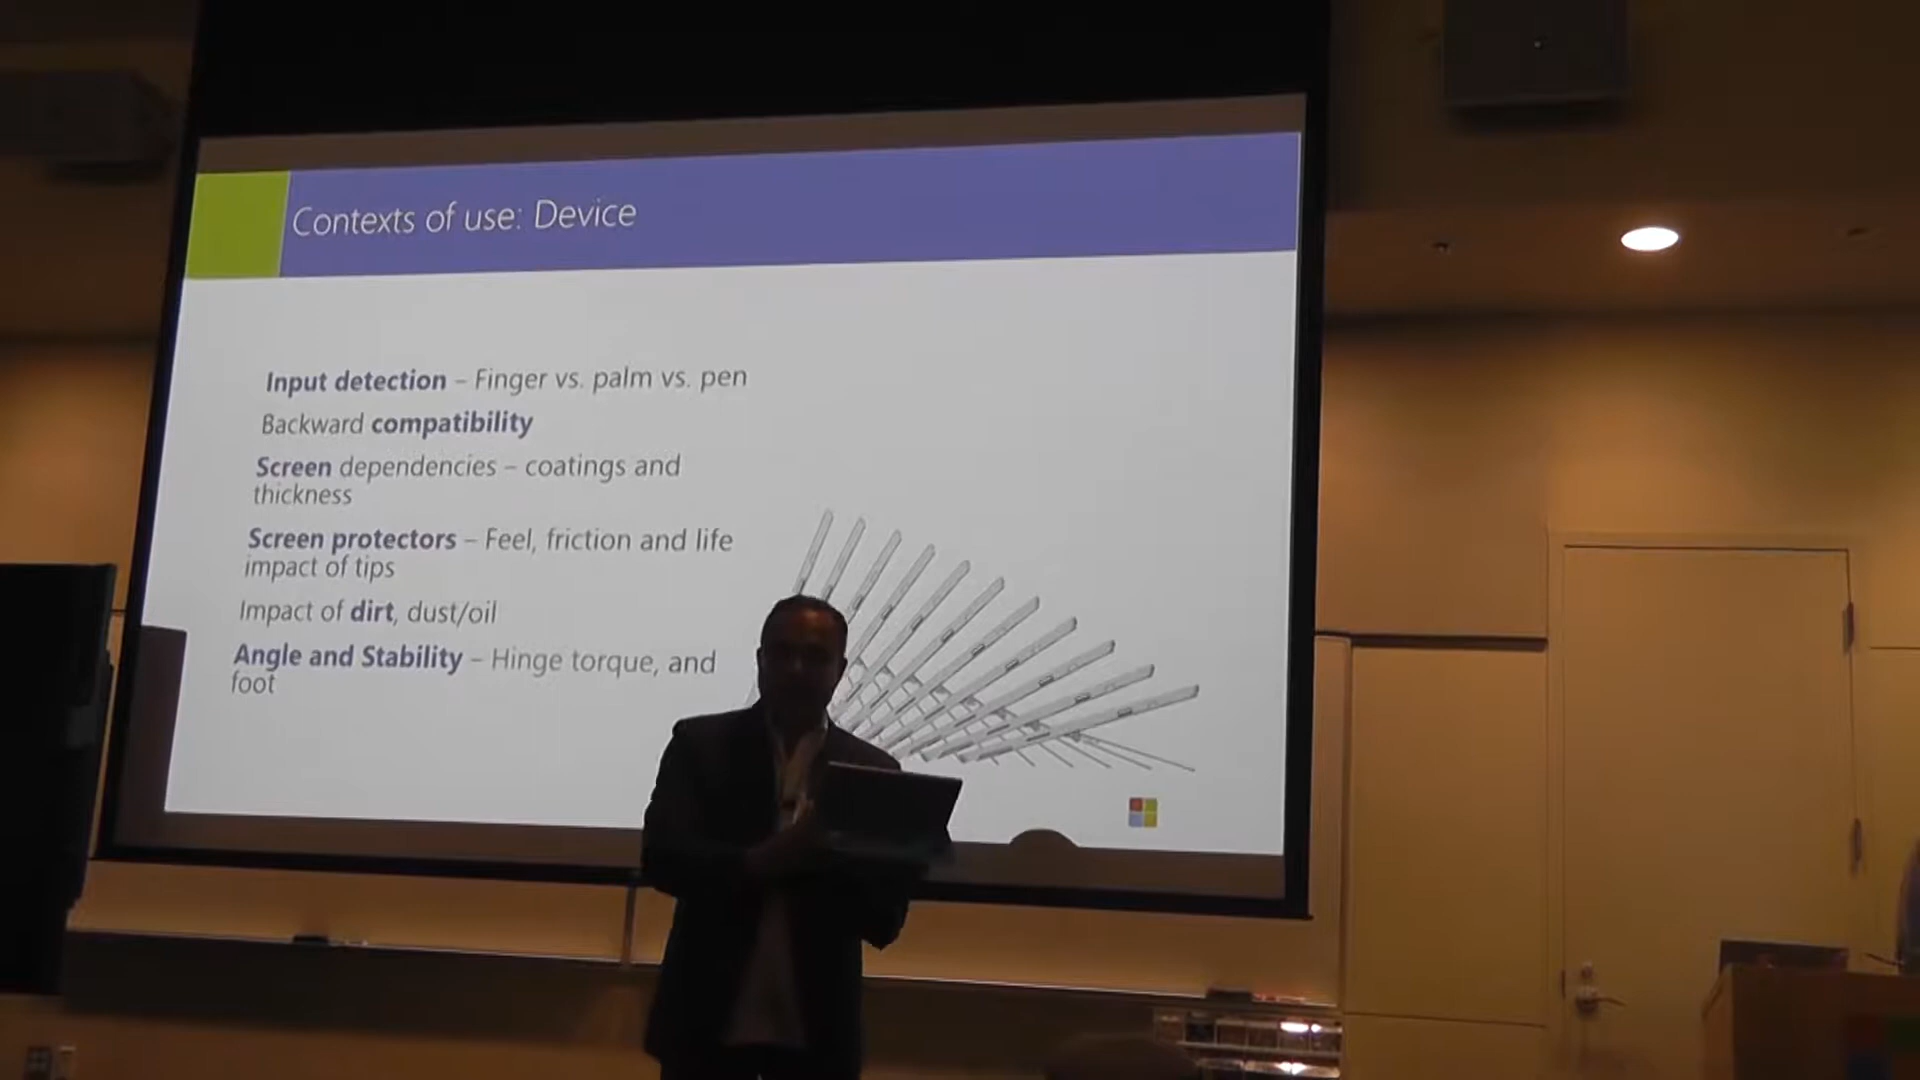 Contexts of use: Device
Input detection – Finger vs. palm vs. pen
Backward compatibility
Screen dependencies – coatings and
thickness
Screen protectors – Feel, friction and life
impact of tips
Impact of dirt, dust/oil
Angle and Stability – Hinge torque, and
foot